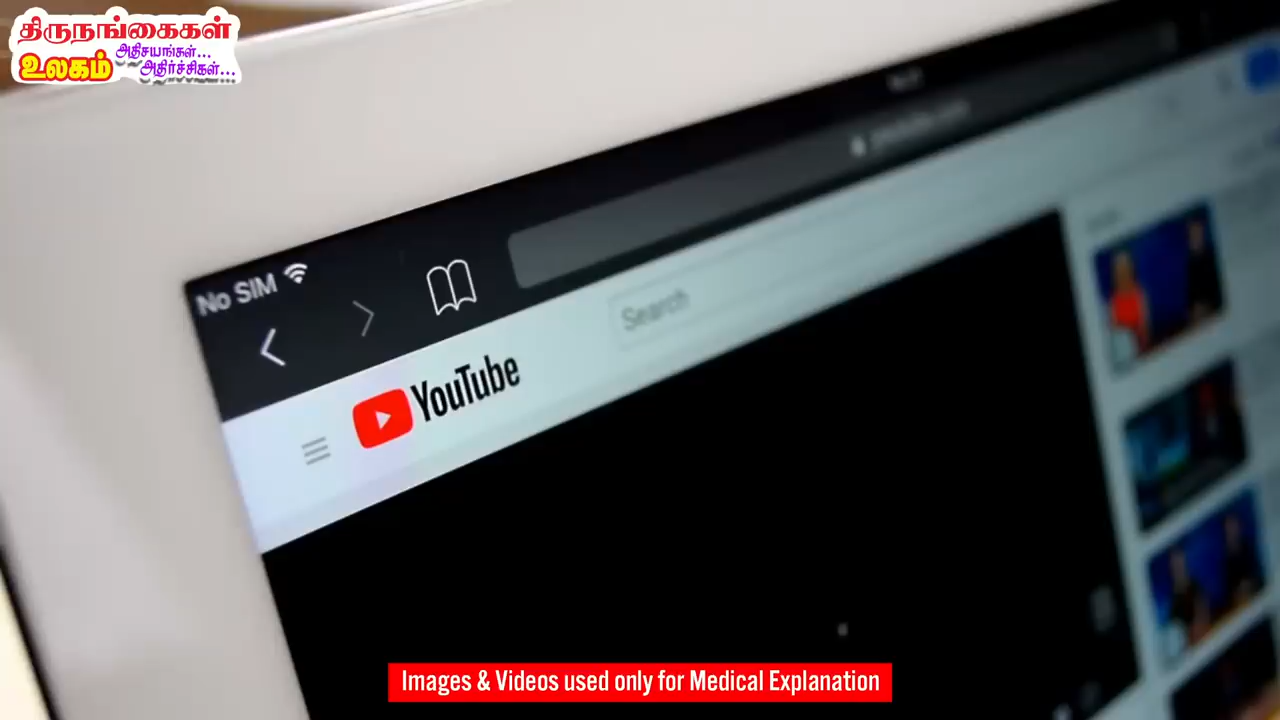 திருநங்கைகள்
உலகம்
அதிசயங்கள்...
அதிர்ச்சிகள்...
No SIM
Search
YouTube
Images & Videos used only for Medical Explanation